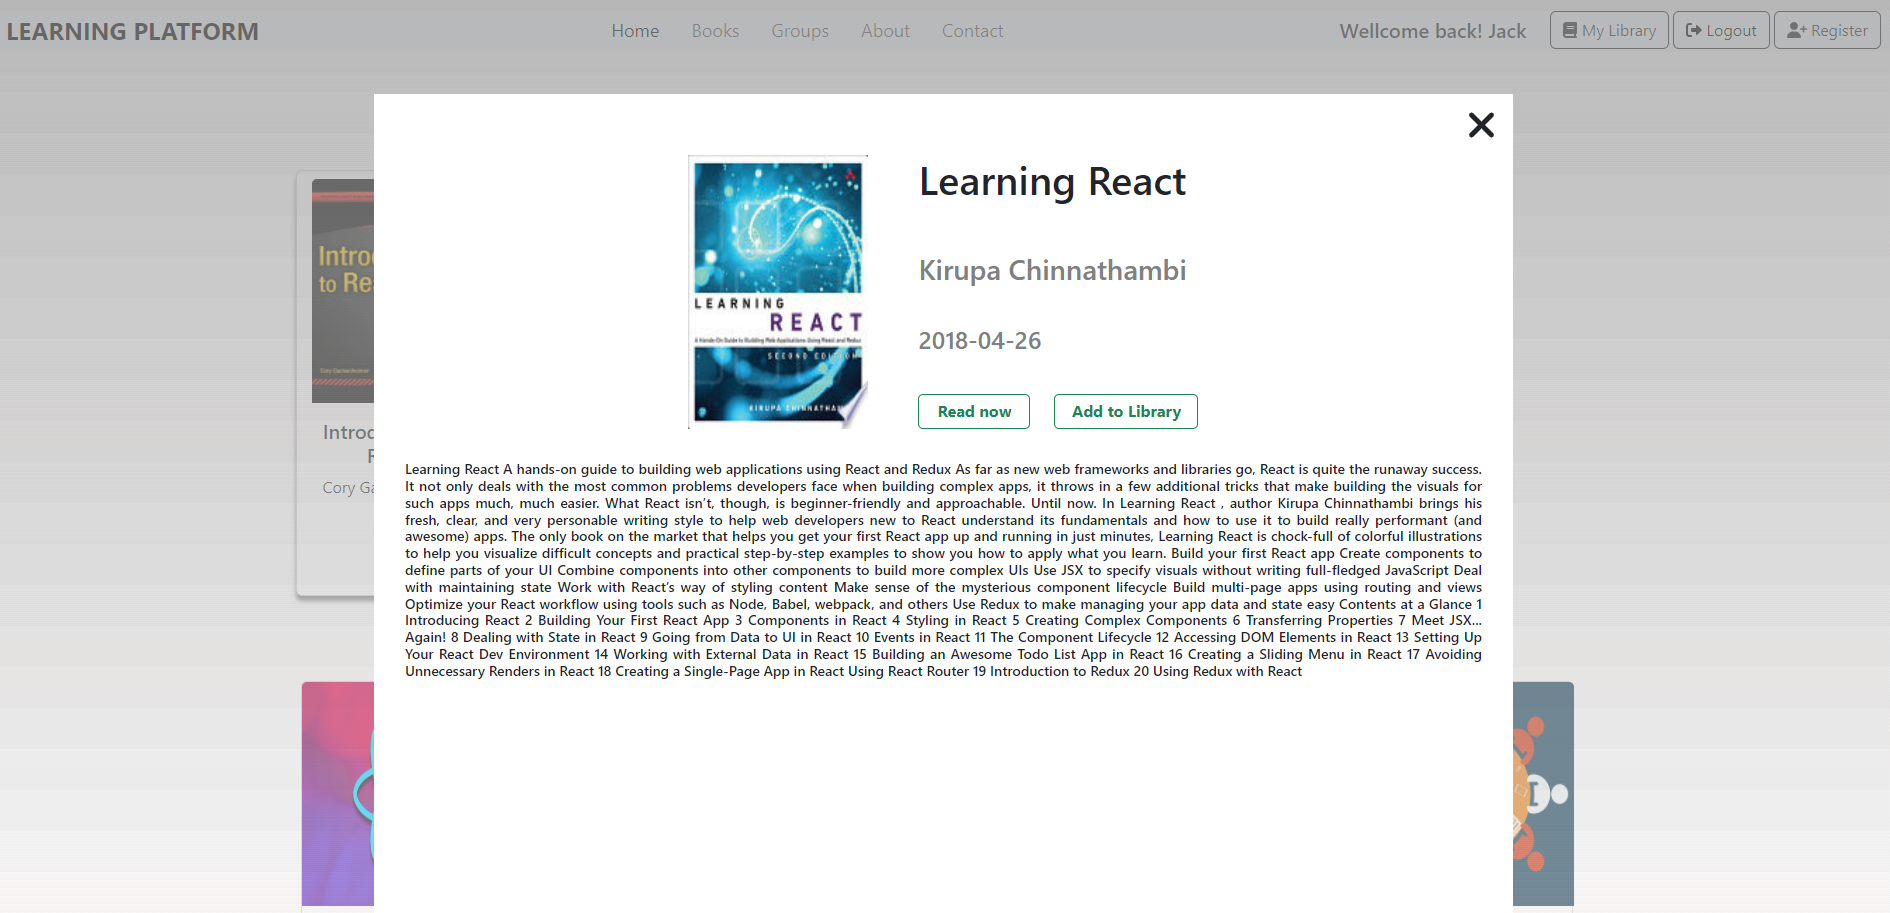 LEARNING PLATFORM
Home Books Groups About Contact
Wellcome back! Jack
My Library Logout Register
Introd
to Rea
Cory Gackenheimer
Introd
R
Cory Ga
LEARNING
REACT
A Hands-On Guide to Building Web Applications Using React and Redux
SECOND EDITION
KIRUPA CHINNATHAM
Learning React
Kirupa Chinnathambi
2018-04-26
Read now Add to Library
Learning React A hands-on guide to building web applications using React and Redux As far as new web frameworks and libraries go, React is quite the runaway success.
It not only deals with the most common problems developers face when building complex apps, it throws in a few additional tricks that make building the visuals for
such apps much, much easier. What React isn’t, though, is beginner-friendly and approachable. Until now. In Learning React , author Kirupa Chinnathambi brings his
fresh, clear, and very personable writing style to help web developers new to React understand its fundamentals and how to use it to build really performant (and
awesome) apps. The only book on the market that helps you get your first React app up and running in just minutes, Learning React is chock-full of colorful illustrations
to help you visualize difficult concepts and practical step-by-step examples to show you how to apply what you learn. Build your first React app Create components to
define parts of your UI Combine components into other components to build more complex UIs Use JSX to specify visuals without writing full-fledged JavaScript Deal
with maintaining state Work with React’s way of styling content Make sense of the mysterious component lifecycle Build multi-page apps using routing and views
Optimize your React workflow using tools such as Node, Babel, webpack, and others Use Redux to make managing your app data and state easy Contents at a Glance 1
Introducing React 2 Building Your First React App 3 Components in React 4 Styling in React 5 Creating Complex Components 6 Transferring Properties 7 Meet JSX...
Again! 8 Dealing with State in React 9 Going from Data to UI in React 10 Events in React 11 The Component Lifecycle 12 Accessing DOM Elements in React 13 Setting Up
Your React Dev Environment 14 Working with External Data in React 15 Building an Awesome Todo List App in React 16 Creating a Sliding Menu in React 17 Avoiding
Unnecessary Renders in React 18 Creating a Single-Page App in React Using React Router 19 Introduction to Redux 20 Using Redux with React